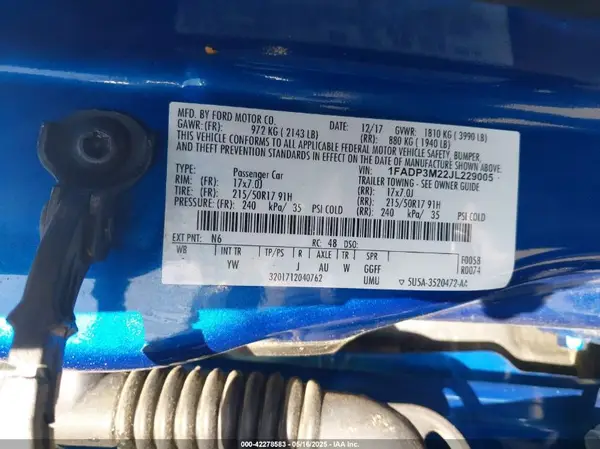 MFD. BY FORD MOTOR CO. DATE: 12/17 GVWR: 1810 KG (3990 LB)
GAWR: (FR): 972 KG (2143 LB) (RR): 880 KG (1940 LB)
THIS VEHICLE CONFORMS TO ALL APPLICABLE FEDERAL MOTOR VEHICLE SAFETY, BUMPER,
AND THEFT PREVENTION STANDARDS IN EFFECT ON THE DATE OF MANUFACTURE SHOWN ABOVE.
VIN: 1FADP3M22JL229005
TYPE: Passenger Car TRAILER TOWING - SEE OWNER GUIDE
RIM: (FR): 17x7.0J (RR): 17x7.0J
TIRE: (FR): 215/50R17 91H (RR): 215/50R17 91H
PRESSURE: (FR): 240 kPa/ 35 PSI COLD (RR): 240 kPa/ 35 PSI COLD
EXT PNT: N6 RC: 48 DSO: F0058
WB INT TR TP/PS R AXLE TR SPR R0074
YW J AU W GGFF
3201712040762 UMU ▽ 5U5A-3520472-AA
000-42278583 - 05/16/2025 - IAA Inc.